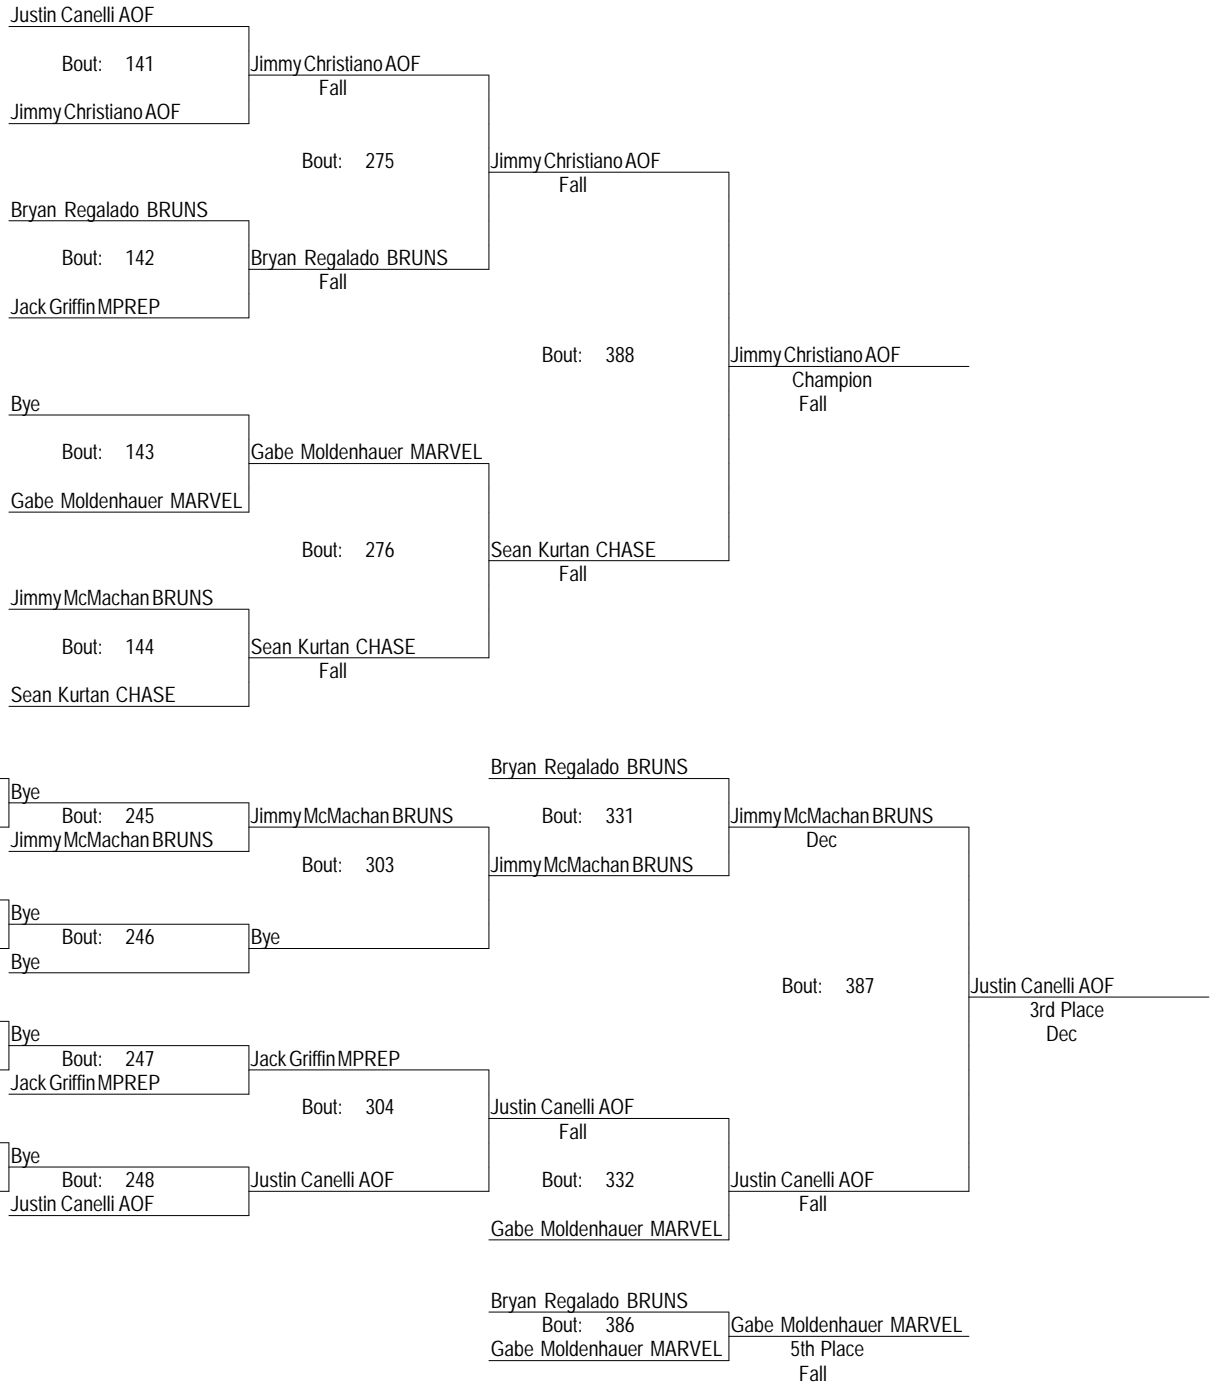 Justin Canelli AOF
Bout: 141
Jimmy Christiano AOF
Fall
Jimmy Christiano AOF
Bout: 275
Jimmy Christiano AOF
Fall
Bryan Regalado BRUNS
Bout: 142
Bryan Regalado BRUNS
Fall
Jack Griffin MPREP
Bout: 388
Jimmy Christiano AOF
Champion
Fall
Bye
Bout: 143
Gabe Moldenhauer MARVEL
Gabe Moldenhauer MARVEL
Bout: 276
Sean Kurtan CHASE
Fall
Jimmy McMachan BRUNS
Bout: 144
Sean Kurtan CHASE
Fall
Sean Kurtan CHASE
Bryan Regalado BRUNS
Bye
Bout: 245
Jimmy McMachan BRUNS
Bout: 331
Jimmy McMachan BRUNS
Dec
Jimmy McMachan BRUNS
Bout: 303
Jimmy McMachan BRUNS
Bye
Bout: 246
Bye
Bye
Bout: 387
Justin Canelli AOF
3rd Place
Dec
Bye
Bout: 247
Jack Griffin MPREP
Jack Griffin MPREP
Bout: 304
Justin Canelli AOF
Fall
Bye
Bout: 248
Justin Canelli AOF
Bout: 332
Justin Canelli AOF
Fall
Justin Canelli AOF
Gabe Moldenhauer MARVEL
Bryan Regalado BRUNS
Bout: 386
Gabe Moldenhauer MARVEL
Gabe Moldenhauer MARVEL
5th Place
Fall